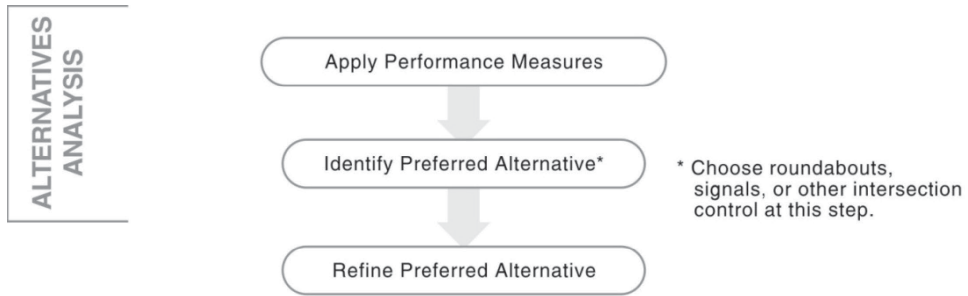 ALTERNATIVES
ANALYSIS
Apply Performance Measures
Identify Preferred Alternative*
* Choose roundabouts,
signals, or other intersection
control at this step.
Refine Preferred Alternative